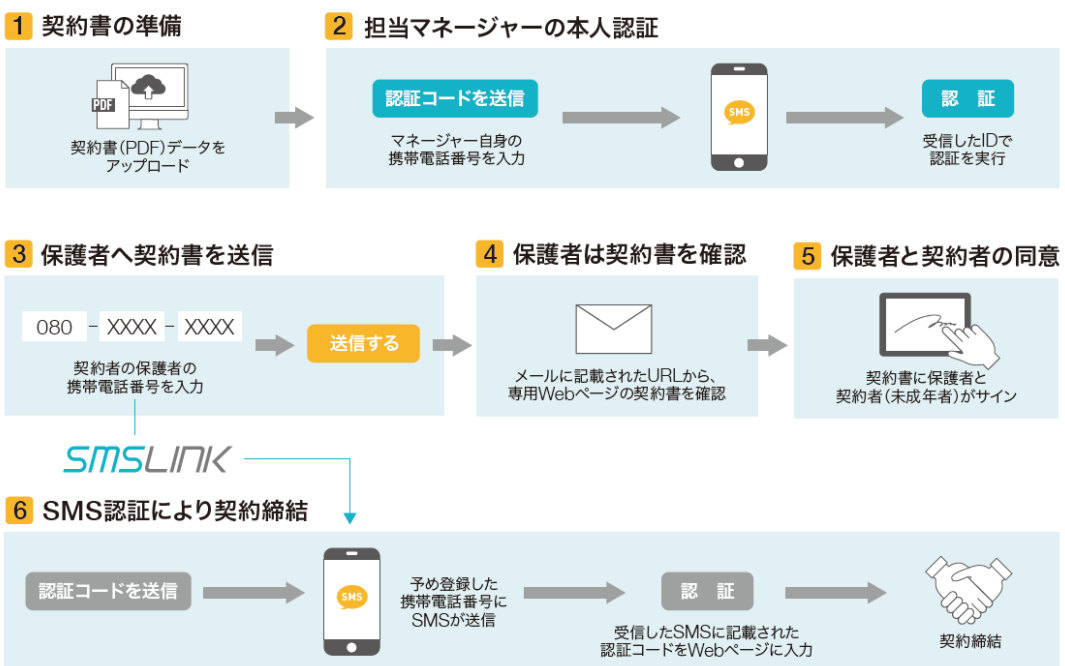 1 契約書の準備
2 担当マネージャーの本人認証
PDF
契約書(PDF)データを
アップロード
認証コードを送信
マネージャー自身の
携帯電話番号を入力
SMS
認 証
受信したIDで
認証を実行
3 保護者へ契約書を送信
4 保護者は契約書を確認
5 保護者と契約者の同意
080 - XXXX - XXXX
契約者の保護者の
携帯電話番号を入力
送信する
メールに記載されたURLから、
専用Webページの契約書を確認
契約書に保護者と
契約者(未成年者)がサイン
SMSLINK
6 SMS認証により契約締結
認証コードを送信
SMS
予め登録した
携帯電話番号に
SMSが送信
認 証
受信したSMSに記載された
認証コードをWebページに入力
契約締結